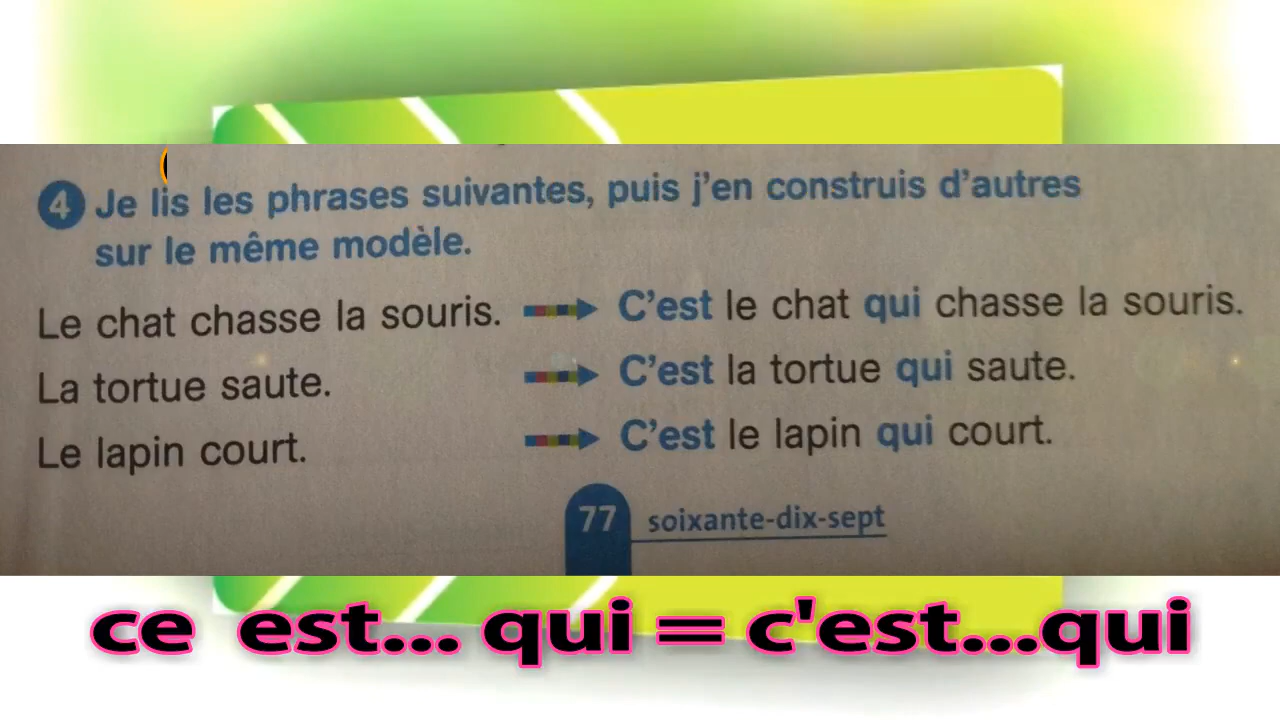 4 Je lis les phrases suivantes, puis j'en construis d'autres
sur le même modèle.
Le chat chasse la souris. C'est le chat qui chasse la souris.
La tortue saute. C'est la tortue qui saute.
Le lapin court. C'est le lapin qui court.
77 soixante-dix-sept
ce est... qui = c'est...qui